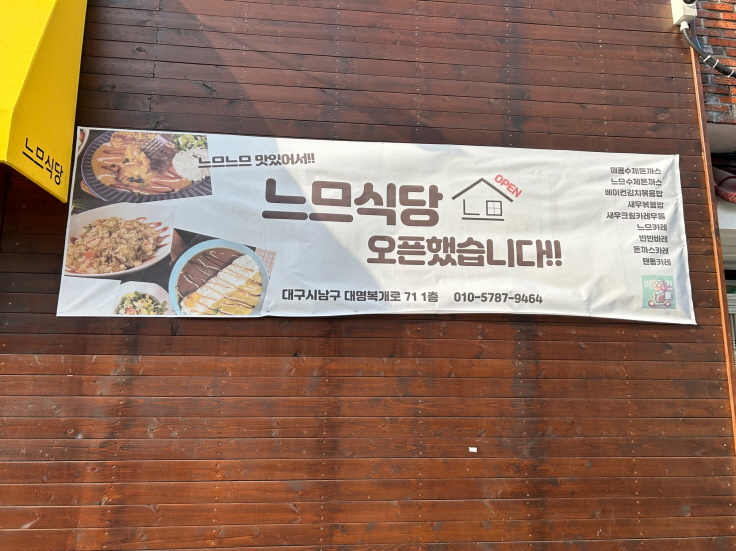 느므식당
느므느므 맛있어서!!
느므식당
OPEN
오픈했습니다!!
대구시남구 대명복개로 71 1층 010-5787-9464
매콤수제돈까스
느므수제돈까스
베이컨김치볶음밥
새우볶음밥
새우크림카레우동
느므카레
반반카레
돈까스카레
텐동카레